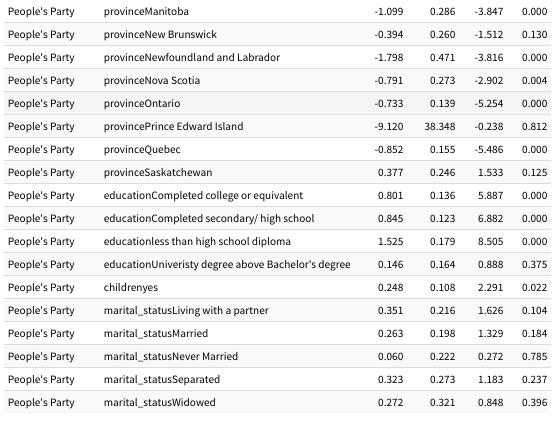 People's Party provinceManitoba -1.099 0.286 -3.847 0.000
People's Party provinceNew Brunswick -0.394 0.260 -1.512 0.130
People's Party provinceNewfoundland and Labrador -1.798 0.471 -3.816 0.000
People's Party provinceNova Scotia -0.791 0.273 -2.902 0.004
People's Party provinceOntario -0.733 0.139 -5.254 0.000
People's Party provincePrince Edward Island -9.120 38.348 -0.238 0.812
People's Party provinceQuebec -0.852 0.155 -5.486 0.000
People's Party provinceSaskatchewan 0.377 0.246 1.533 0.125
People's Party educationCompleted college or equivalent 0.801 0.136 5.887 0.000
People's Party educationCompleted secondary/ high school 0.845 0.123 6.882 0.000
People's Party educationless than high school diploma 1.525 0.179 8.505 0.000
People's Party educationUniveristy degree above Bachelor's degree 0.146 0.164 0.888 0.375
People's Party childrenyes 0.248 0.108 2.291 0.022
People's Party marital_statusLiving with a partner 0.351 0.216 1.626 0.104
People's Party marital_statusMarried 0.263 0.198 1.329 0.184
People's Party marital_statusNever Married 0.060 0.222 0.272 0.785
People's Party marital_statusSeparated 0.323 0.273 1.183 0.237
People's Party marital_statusWidowed 0.272 0.321 0.848 0.396